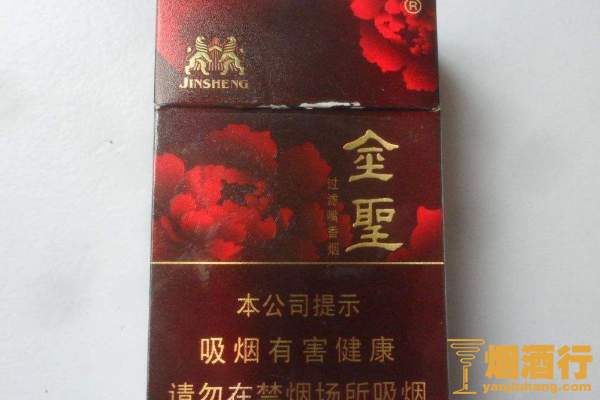 ®
JINSHENG
金聖
过滤嘴香烟
本公司提示
吸烟有害健康
请勿在禁烟场所吸烟
烟酒行
yanjiuhang.com